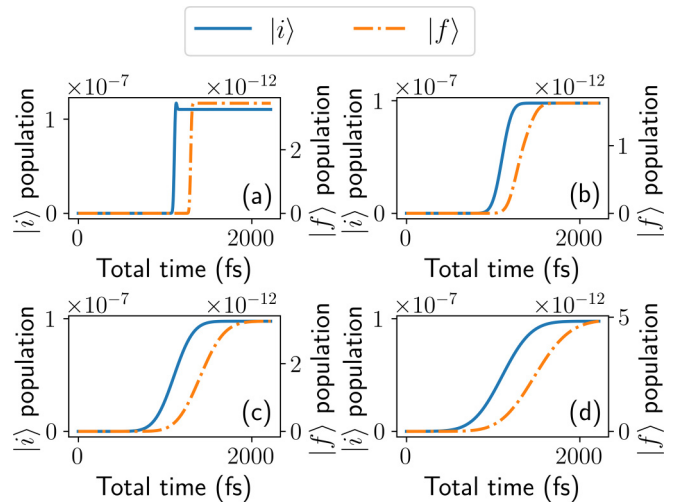 |i⟩ |f⟩
×10⁻⁷ ×10⁻¹² ×10⁻⁷ ×10⁻¹²
|i⟩ population
1
0
(a)
2
0
|f⟩ population
0 2000
Total time (fs)
|i⟩ population
1
0
(b)
1
0
|f⟩ population
0 2000
Total time (fs)
×10⁻⁷ ×10⁻¹² ×10⁻⁷ ×10⁻¹²
|i⟩ population
1
0
(c)
2
0
|f⟩ population
0 2000
Total time (fs)
|i⟩ population
1
0
(d)
5
0
|f⟩ population
0 2000
Total time (fs)